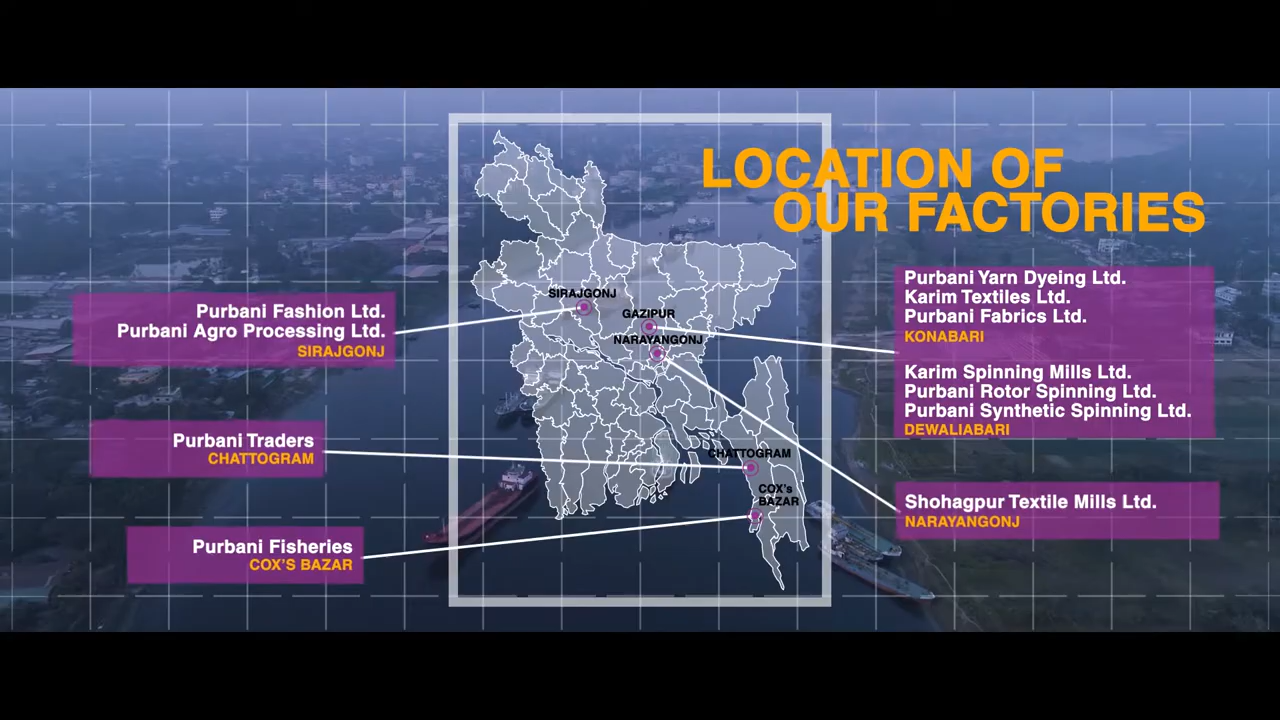 LOCATION OF
OUR FACTORIES
Purbani Fashion Ltd.
Purbani Agro Processing Ltd.
SIRAJGONJ
Purbani Traders
CHATTOGRAM
Purbani Fisheries
COX'S BAZAR
SIRAJGONJ
GAZIPUR
NARAYANGONJ
CHATTOGRAM
COX's
BAZAR
Purbani Yarn Dyeing Ltd.
Karim Textiles Ltd.
Purbani Fabrics Ltd.
KONABARI
Karim Spinning Mills Ltd.
Purbani Rotor Spinning Ltd.
Purbani Synthetic Spinning Ltd.
DEWALIABARI
Shohagpur Textile Mills Ltd.
NARAYANGONJ